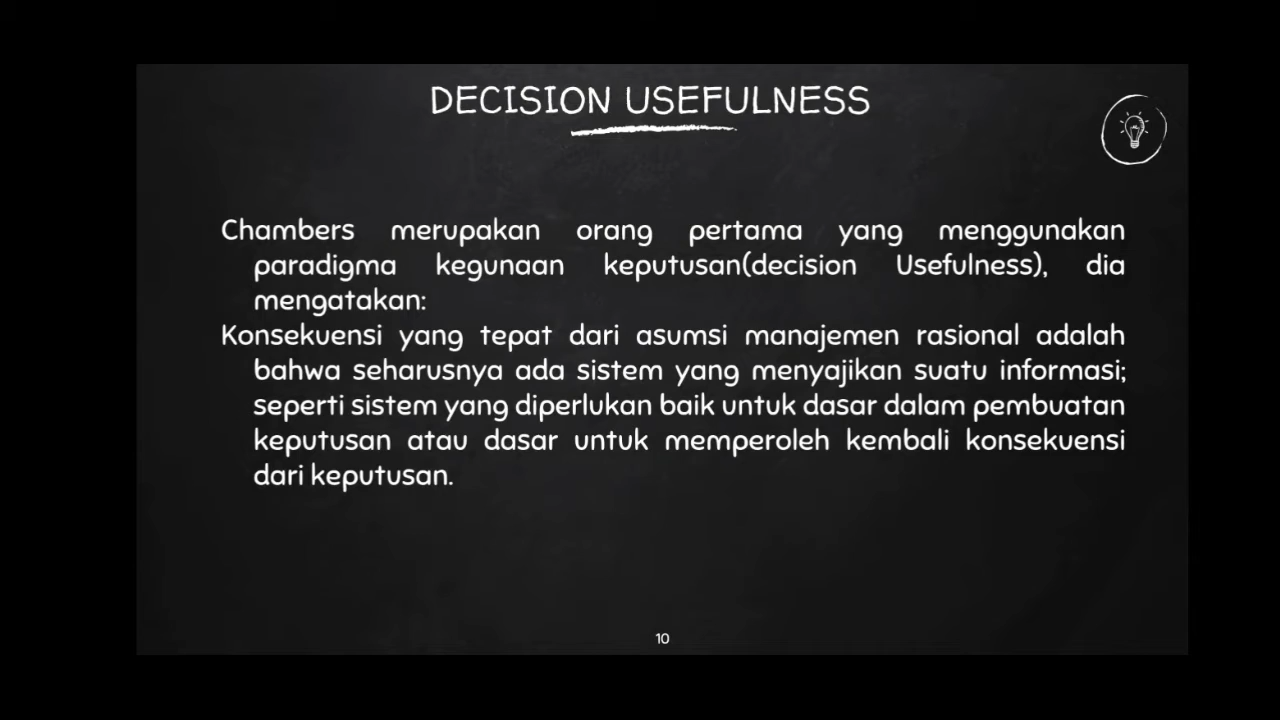 DECISION USEFULNESS
Chambers merupakan orang pertama yang menggunakan
paradigma kegunaan keputusan(decision Usefulness), dia
mengatakan:
Konsekuensi yang tepat dari asumsi manajemen rasional adalah
bahwa seharusnya ada sistem yang menyajikan suatu informasi;
seperti sistem yang diperlukan baik untuk dasar dalam pembuatan
keputusan atau dasar untuk memperoleh kembali konsekuensi
dari keputusan.
10